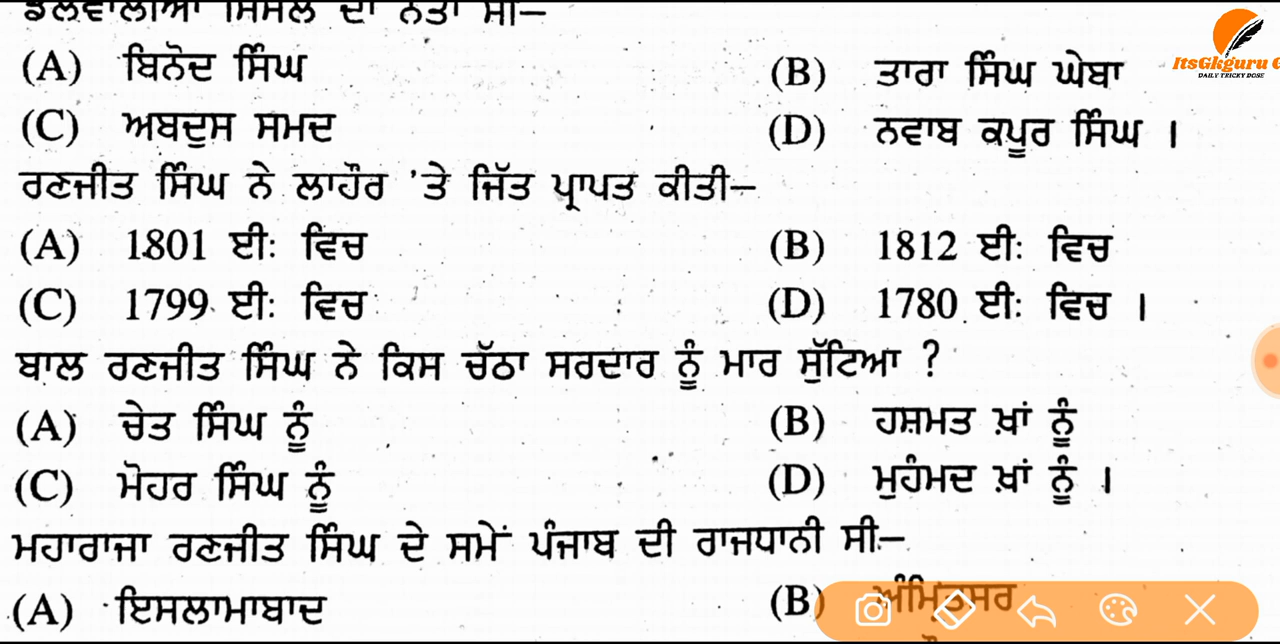 ਡਲੇਵਾਲੀਆ ਮਿਸਲ ਦਾ ਨੇਤਾ ਸੀ—
(A) ਬਿਨੋਦ ਸਿੰਘ (B) ਤਾਰਾ ਸਿੰਘ ਘੇਬਾ
(C) ਅਬਦੁਸ ਸਮਦ (D) ਨਵਾਬ ਕਪੂਰ ਸਿੰਘ ।
ਰਣਜੀਤ ਸਿੰਘ ਨੇ ਲਾਹੌਰ 'ਤੇ ਜਿੱਤ ਪ੍ਰਾਪਤ ਕੀਤੀ—
(A) 1801 ਈਃ ਵਿਚ (B) 1812 ਈਃ ਵਿਚ
(C) 1799 ਈਃ ਵਿਚ (D) 1780 ਈਃ ਵਿਚ ।
ਬਾਲ ਰਣਜੀਤ ਸਿੰਘ ਨੇ ਕਿਸ ਚੱਠਾ ਸਰਦਾਰ ਨੂੰ ਮਾਰ ਸੁੱਟਿਆ ?
(A) ਚੇਤ ਸਿੰਘ ਨੂੰ (B) ਹਸ਼ਮਤ ਖ਼ਾਂ ਨੂੰ
(C) ਮੋਹਰ ਸਿੰਘ ਨੂੰ (D) ਮੁਹੰਮਦ ਖ਼ਾਂ ਨੂੰ ।
ਮਹਾਰਾਜਾ ਰਣਜੀਤ ਸਿੰਘ ਦੇ ਸਮੇਂ ਪੰਜਾਬ ਦੀ ਰਾਜਧਾਨੀ ਸੀ—
(A) ਇਸਲਾਮਾਬਾਦ (B) ਅੰਮ੍ਰਿਤਸਰ
ItsGkguru G
DAILY TRICKY DOSE